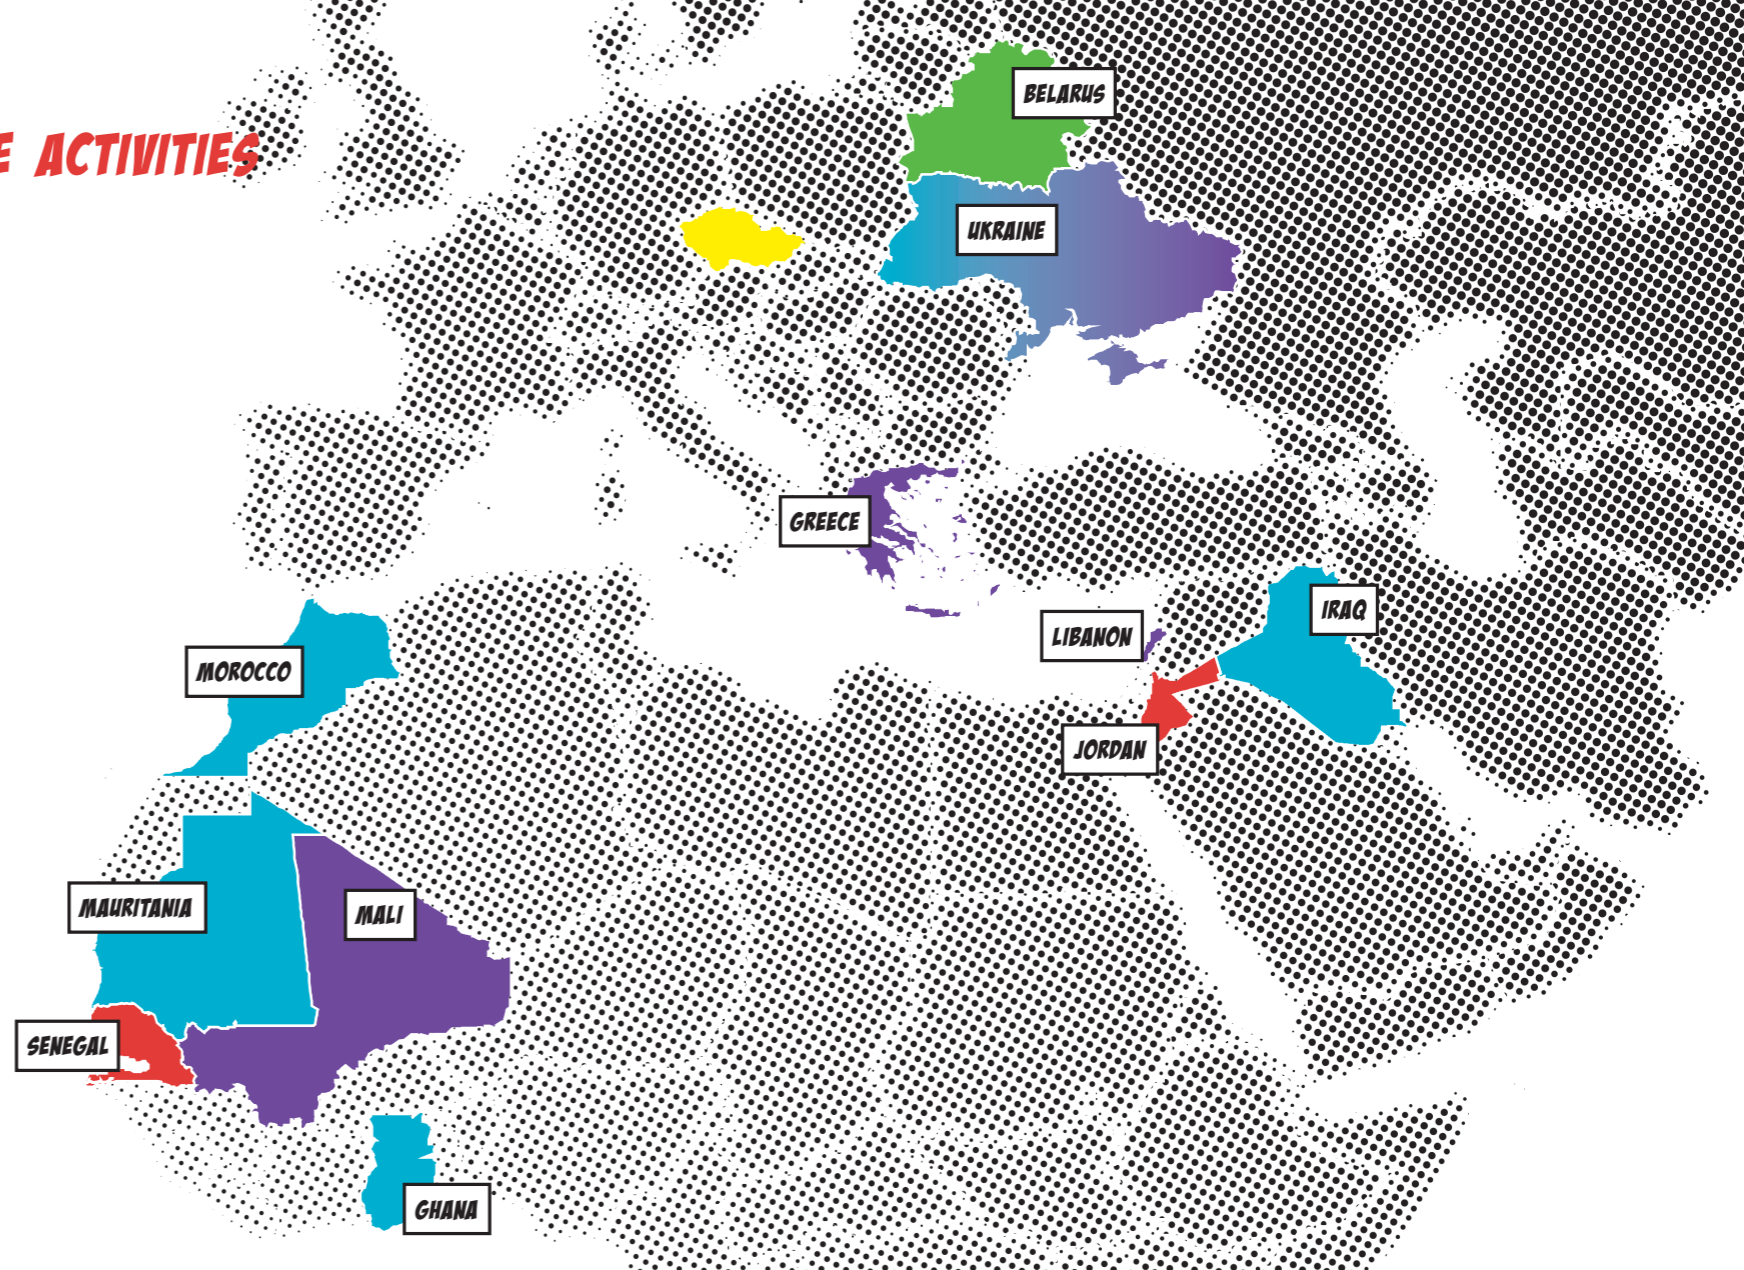 E ACTIVITIES
BELARUS
UKRAINE
GREECE
LIBANON
IRAQ
JORDAN
MOROCCO
MAURITANIA
MALI
SENEGAL
GHANA